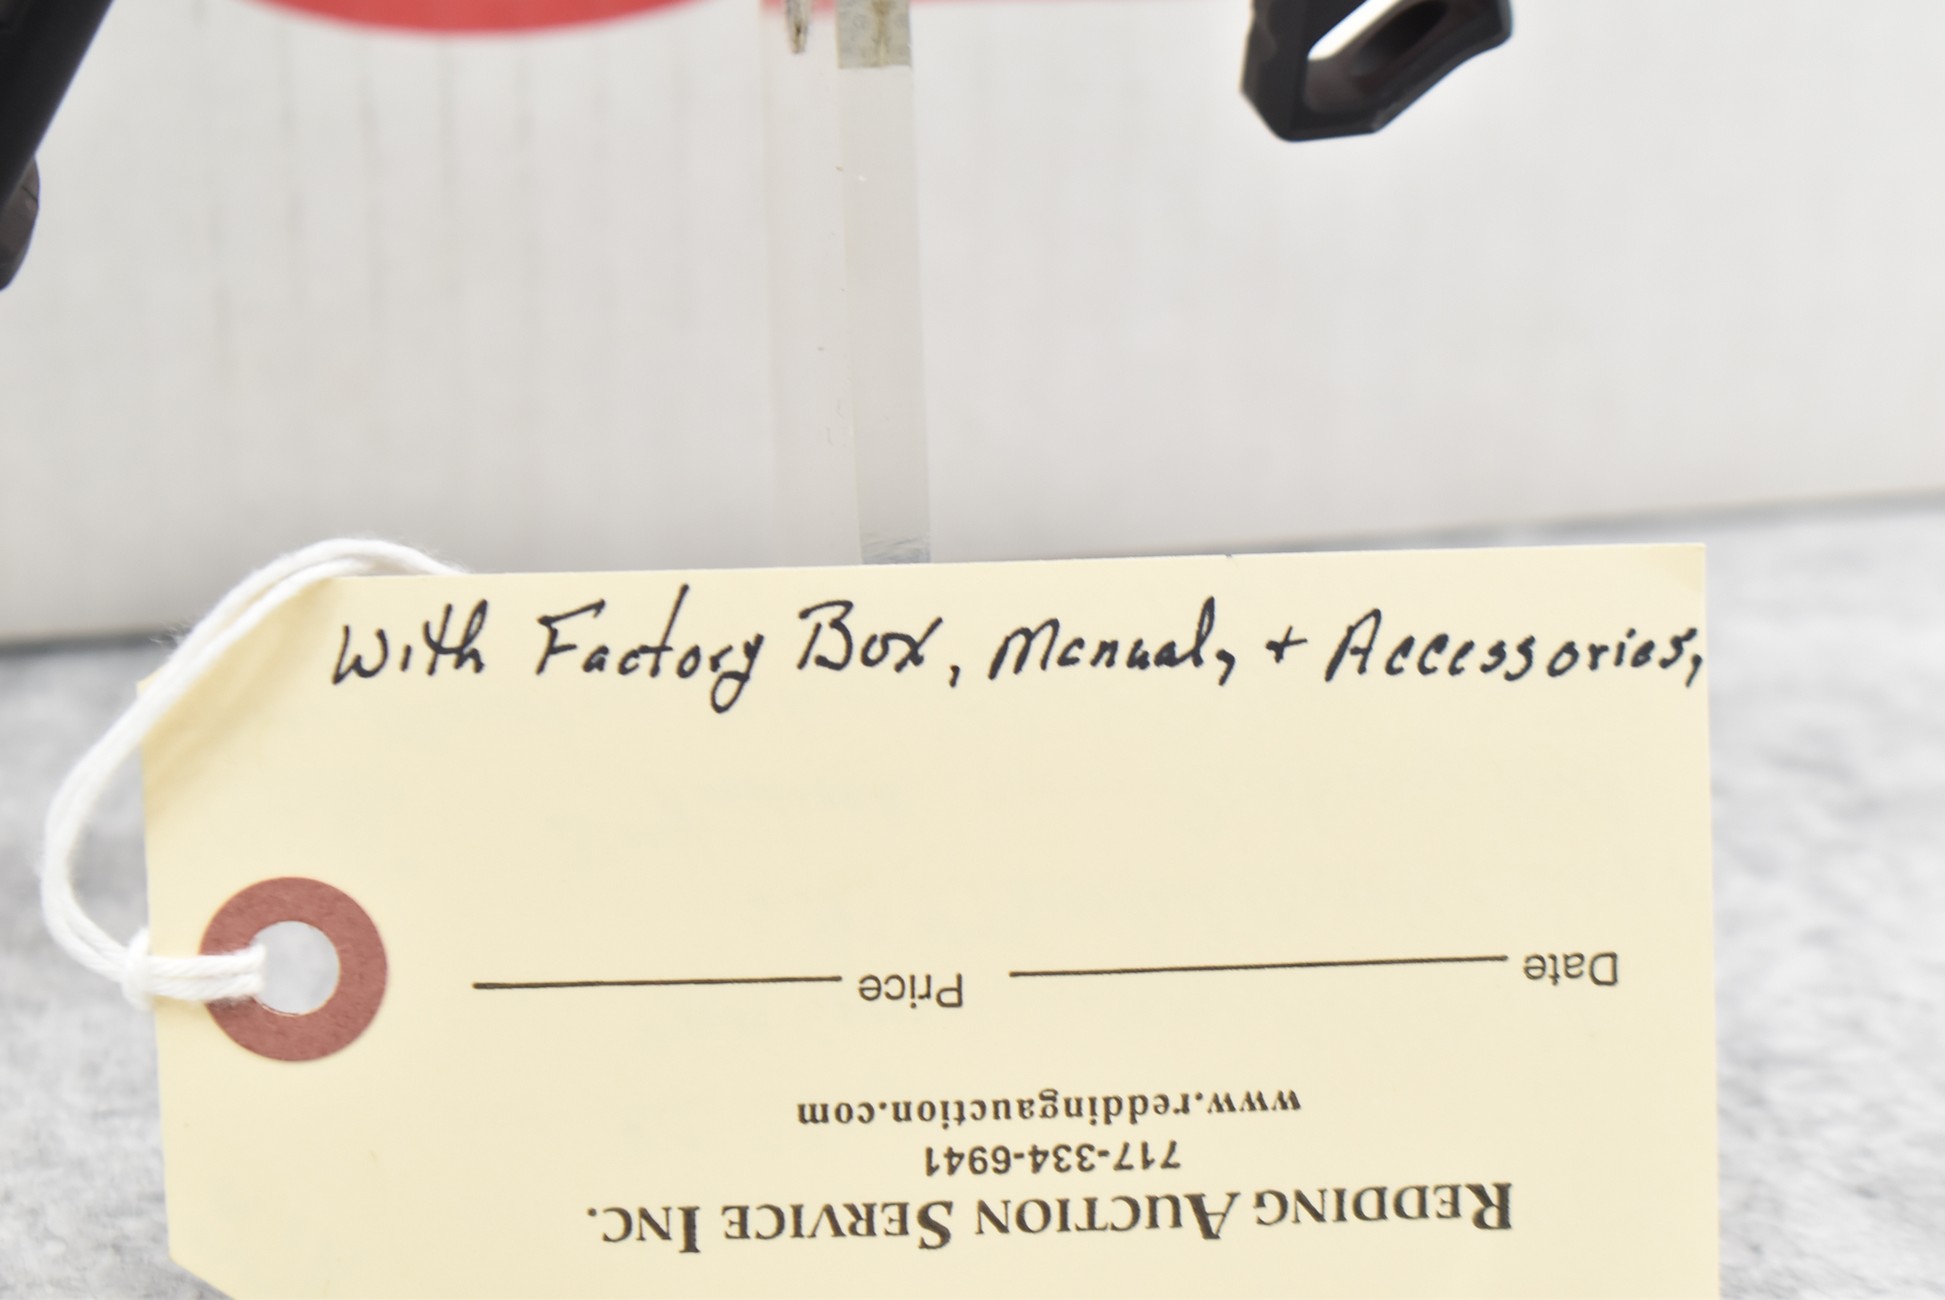 With Factory Box, Manual, + Accessories,
REDDING AUCTION SERVICE INC.
717-334-6941
www.reddingauction.com
Date Price